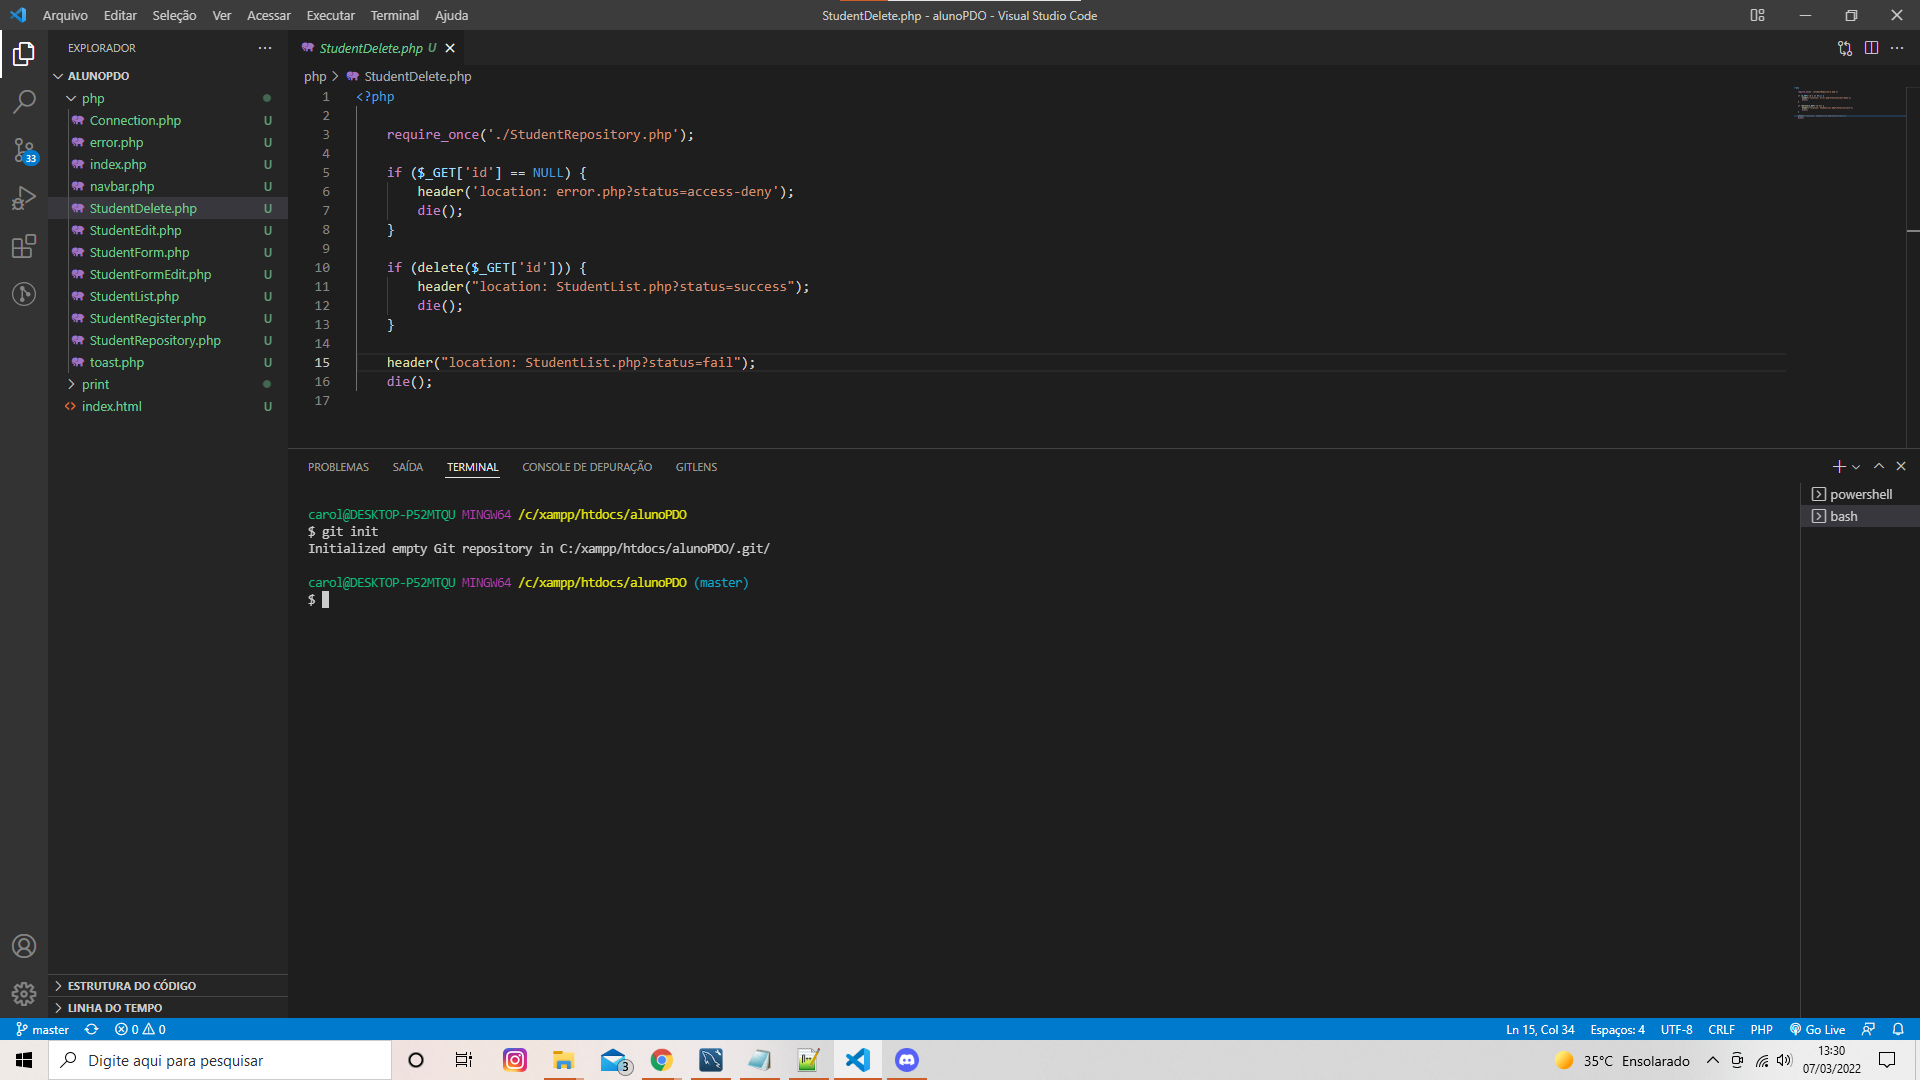 Arquivo Editar Seleção Ver Acessar Executar Terminal Ajuda
StudentDelete.php - alunoPDO - Visual Studio Code
EXPLORADOR
ALUNOPDO
php
Connection.php U
error.php U
index.php U
navbar.php U
StudentDelete.php U
StudentEdit.php U
StudentForm.php U
StudentFormEdit.php U
StudentList.php U
StudentRegister.php U
StudentRepository.php U
toast.php U
print
index.html U
33
ESTRUTURA DO CÓDIGO
LINHA DO TEMPO
StudentDelete.php U
php > StudentDelete.php
1 <?php
2
3 require_once('./StudentRepository.php');
4
5 if ($_GET['id'] == NULL) {
6 header('location: error.php?status=access-deny');
7 die();
8 }
9
10 if (delete($_GET['id'])) {
11 header("location: StudentList.php?status=success");
12 die();
13 }
14
15 header("location: StudentList.php?status=fail");
16 die();
17
PROBLEMAS SAÍDA TERMINAL CONSOLE DE DEPURAÇÃO GITLENS
carol@DESKTOP-P52MTQU MINGW64 /c/xampp/htdocs/alunoPDO
$ git init
Initialized empty Git repository in C:/xampp/htdocs/alunoPDO/.git/
carol@DESKTOP-P52MTQU MINGW64 /c/xampp/htdocs/alunoPDO (master)
$
powershell
bash
master 0 0
Ln 15, Col 34 Espaços: 4 UTF-8 CRLF PHP Go Live
Digite aqui para pesquisar
3
35°C Ensolarado
13:30
07/03/2022